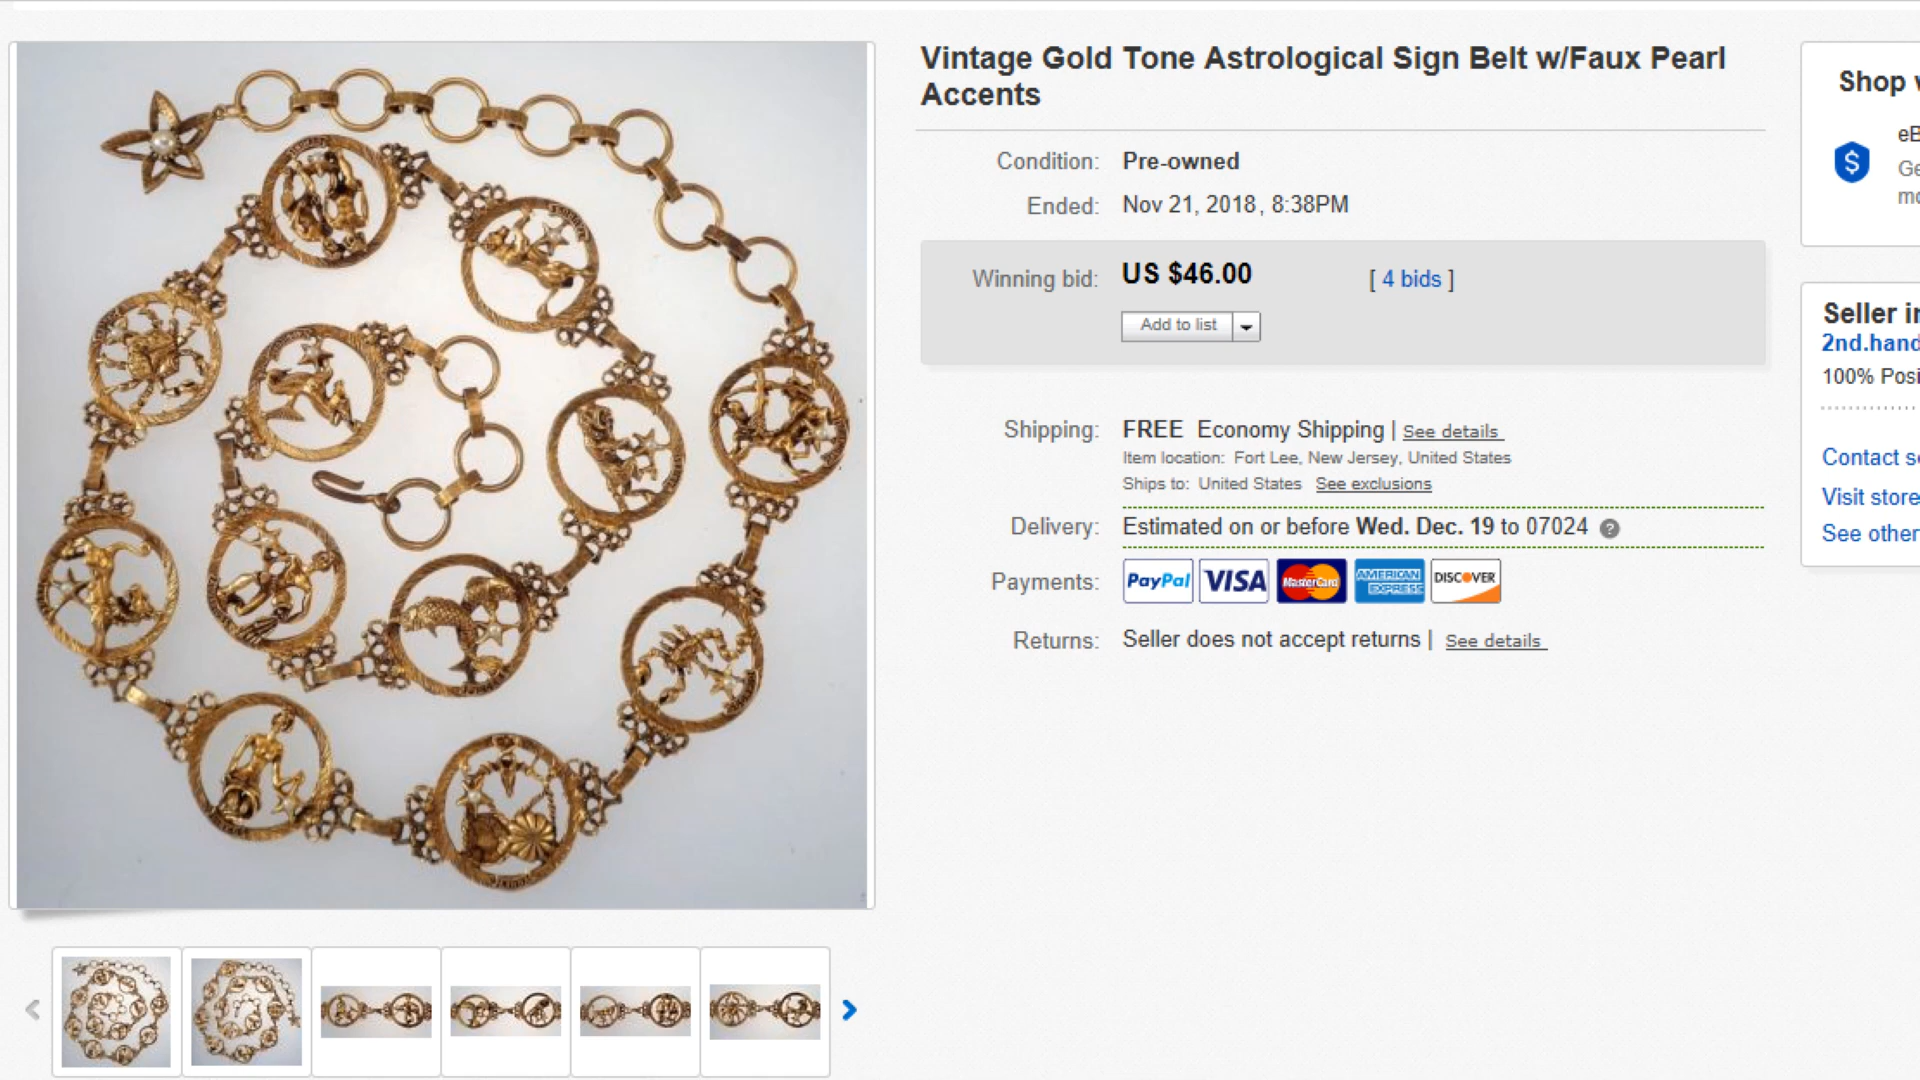 Vintage Gold Tone Astrological Sign Belt w/Faux Pearl
Accents
Condition: Pre-owned
Ended: Nov 21, 2018, 8:38PM
Winning bid: US $46.00 [ 4 bids ]
Add to list
Shipping: FREE Economy Shipping | See details
Item location: Fort Lee, New Jersey, United States
Ships to: United States See exclusions
Delivery: Estimated on or before Wed. Dec. 19 to 07024 ?
Payments: PayPal VISA MasterCard AMERICAN EXPRESS DISCOVER
Returns: Seller does not accept returns | See details
Shop
$
Seller
2nd.hand
100%
Contact
Visit store
See other